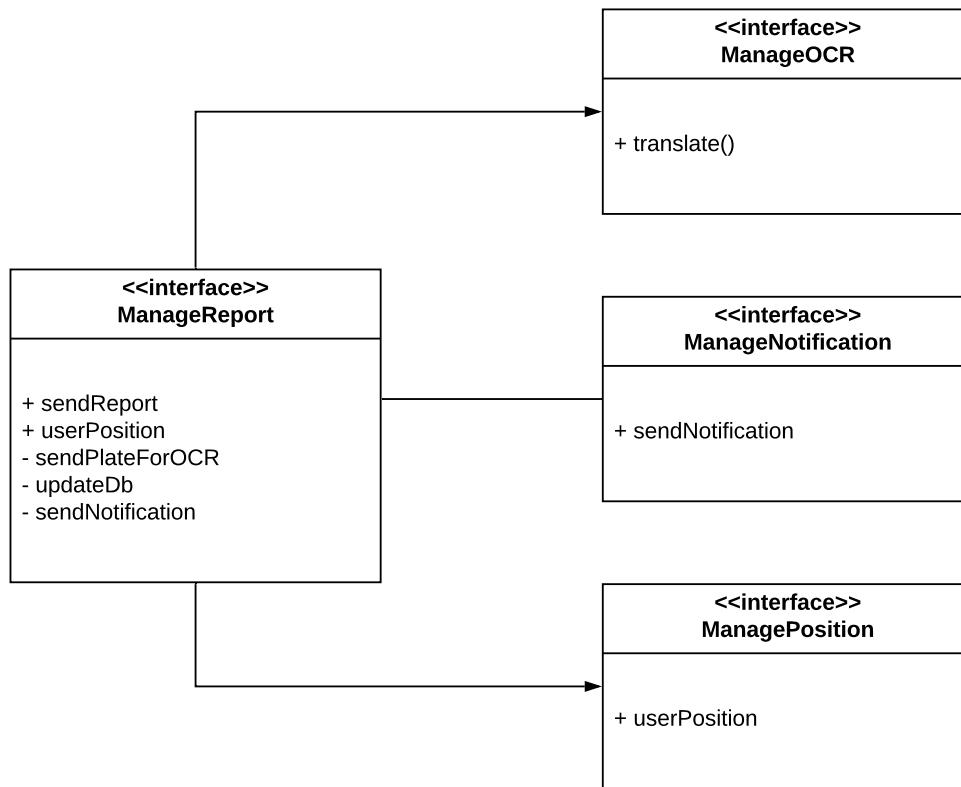 <<interface>>
ManageOCR
+ translate()
<<interface>>
ManageReport
+ sendReport
+ userPosition
- sendPlateForOCR
- updateDb
- sendNotification
<<interface>>
ManageNotification
+ sendNotification
<<interface>>
ManagePosition
+ userPosition